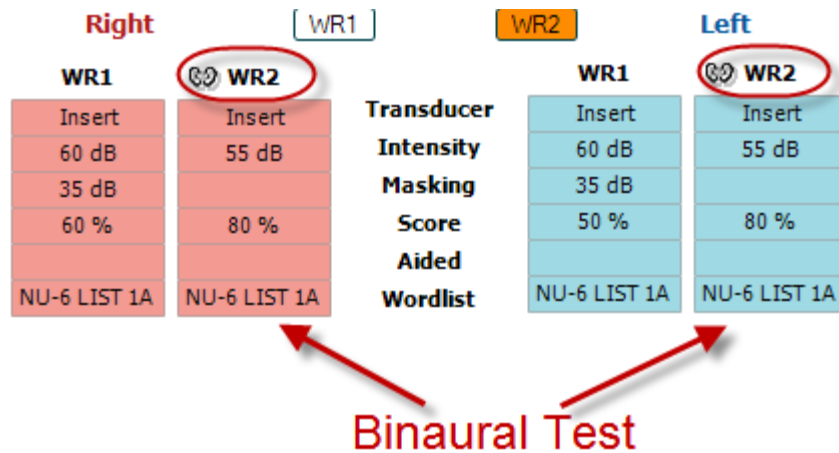 Right WR1 WR2 Left
WR1 WR2 WR1 WR2
Insert Insert Transducer Insert Insert
60 dB 55 dB Intensity 60 dB 55 dB
35 dB Masking 35 dB
60 % 80 % Score 50 % 80 %
Aided
NU-6 LIST 1A NU-6 LIST 1A Wordlist NU-6 LIST 1A NU-6 LIST 1A
Binaural Test